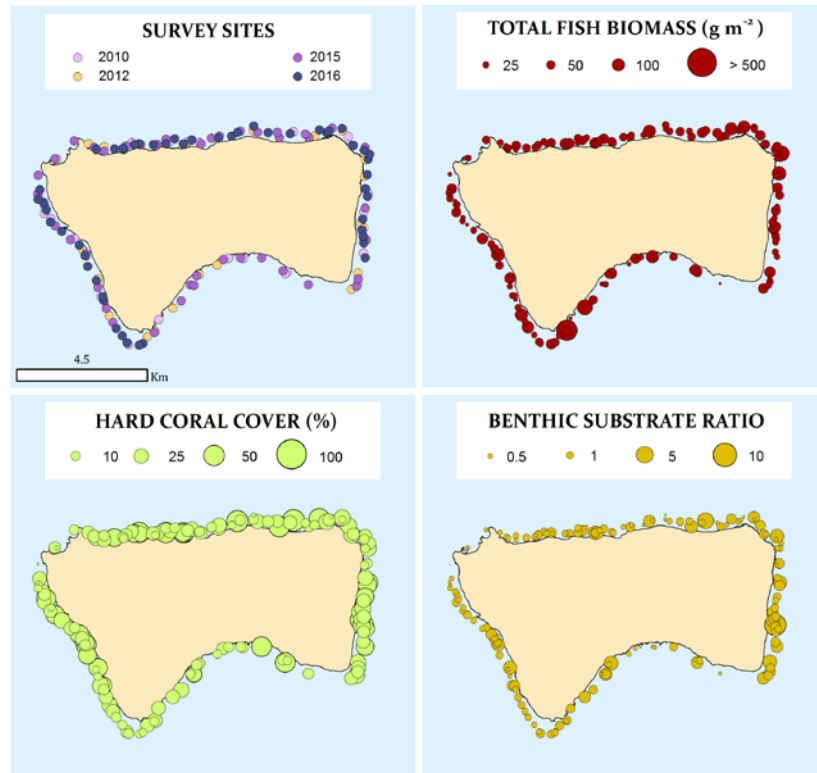 SURVEY SITES
2010 2015
2012 2016
4.5
Km
TOTAL FISH BIOMASS (g m⁻²)
25 50 100 > 500
HARD CORAL COVER (%)
10 25 50 100
BENTHIC SUBSTRATE RATIO
0.5 1 5 10